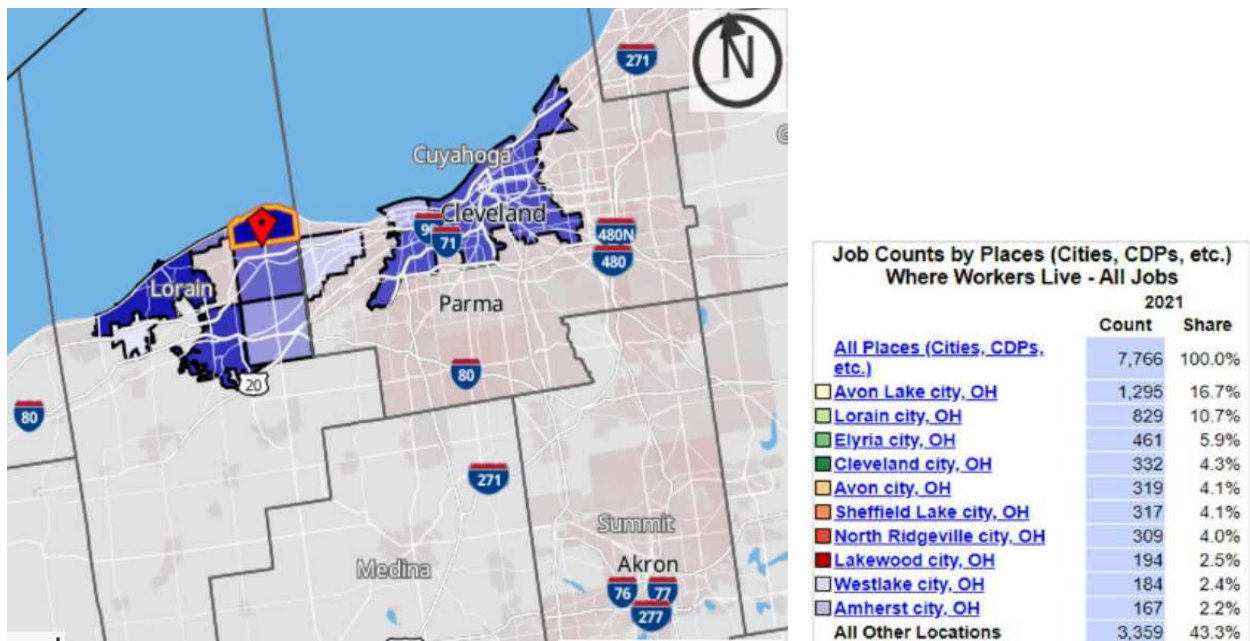 271
N
Cuyahoga
Cleveland
71
480N
480
Lorain
Parma
20
80
80
271
Summit
Medina
Akron
76
77
277
Job Counts by Places (Cities, CDPs, etc.)
Where Workers Live - All Jobs
2021
Count Share
All Places (Cities, CDPs, etc.) 7,766 100.0%
Avon Lake city, OH 1,295 16.7%
Lorain city, OH 829 10.7%
Elyria city, OH 461 5.9%
Cleveland city, OH 332 4.3%
Avon city, OH 319 4.1%
Sheffield Lake city, OH 317 4.1%
North Ridgeville city, OH 309 4.0%
Lakewood city, OH 194 2.5%
Westlake city, OH 184 2.4%
Amherst city, OH 167 2.2%
All Other Locations 3,359 43.3%